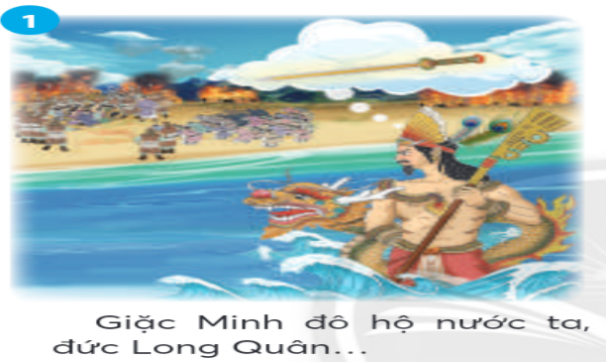 1
Giặc Minh đô hộ nước ta,
đức Long Quân...